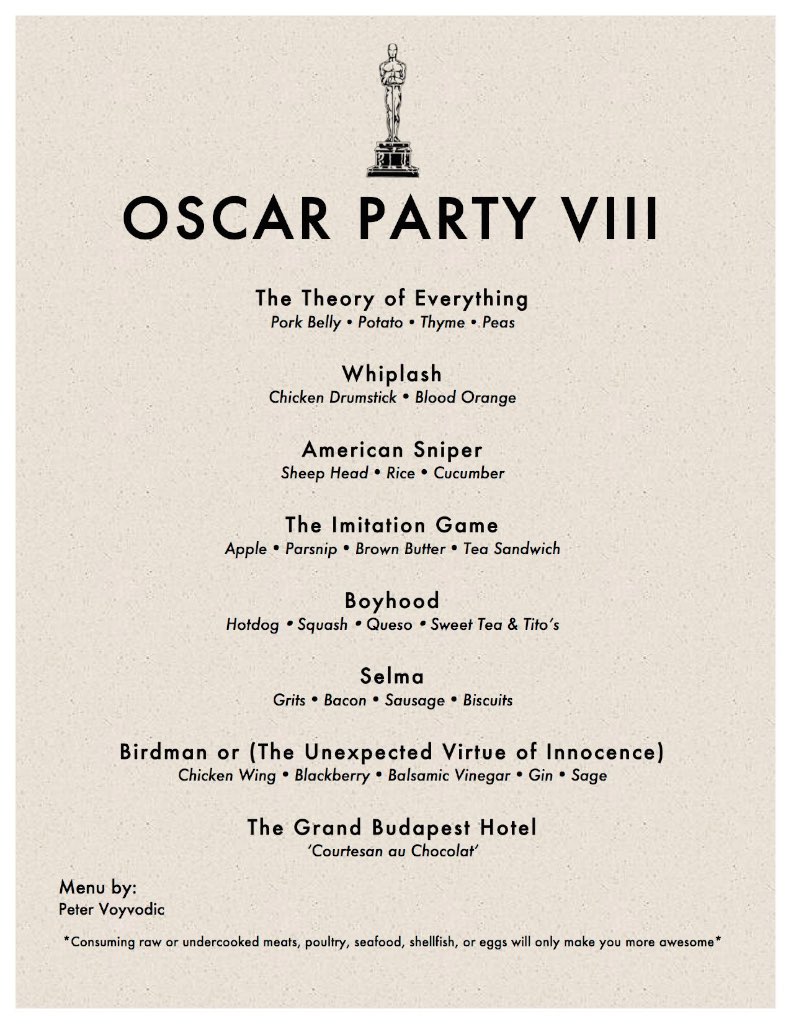 OSCAR PARTY VIII
The Theory of Everything
Pork Belly • Potato • Thyme • Peas
Whiplash
Chicken Drumstick • Blood Orange
American Sniper
Sheep Head • Rice • Cucumber
The Imitation Game
Apple • Parsnip • Brown Butter • Tea Sandwich
Boyhood
Hotdog • Squash • Queso • Sweet Tea & Tito's
Selma
Grits • Bacon • Sausage • Biscuits
Birdman or (The Unexpected Virtue of Innocence)
Chicken Wing • Blackberry • Balsamic Vinegar • Gin • Sage
The Grand Budapest Hotel
'Courtesan au Chocolat'
Menu by:
Peter Voyvodic
*Consuming raw or undercooked meats, poultry, seafood, shellfish, or eggs will only make you more awesome*